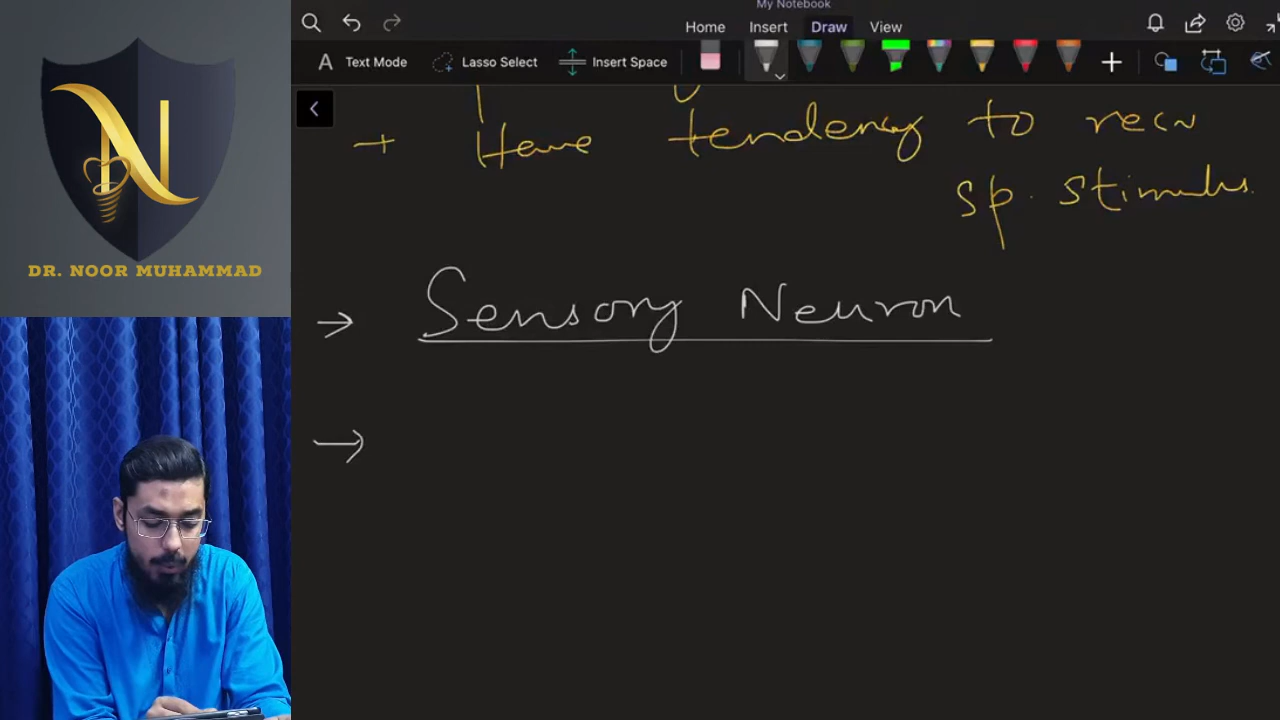 My Notebook
Home Insert Draw View
Text Mode Lasso Select Insert Space
+ Have tendency to
sp. stimulus.
→ Sensory Neuron
→
N
DR. NOOR MUHAMMAD